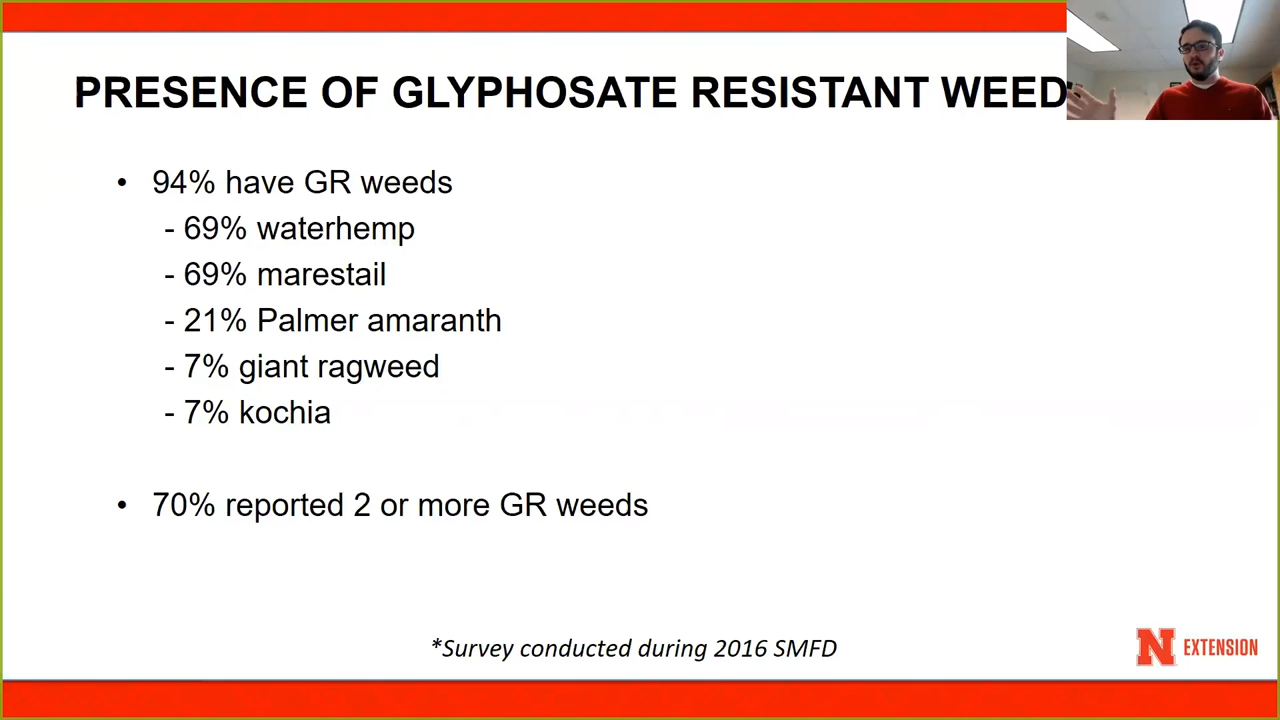 PRESENCE OF GLYPHOSATE RESISTANT WEED
• 94% have GR weeds
- 69% waterhemp
- 69% marestail
- 21% Palmer amaranth
- 7% giant ragweed
- 7% kochia
• 70% reported 2 or more GR weeds
*Survey conducted during 2016 SMFD
N EXTENSION